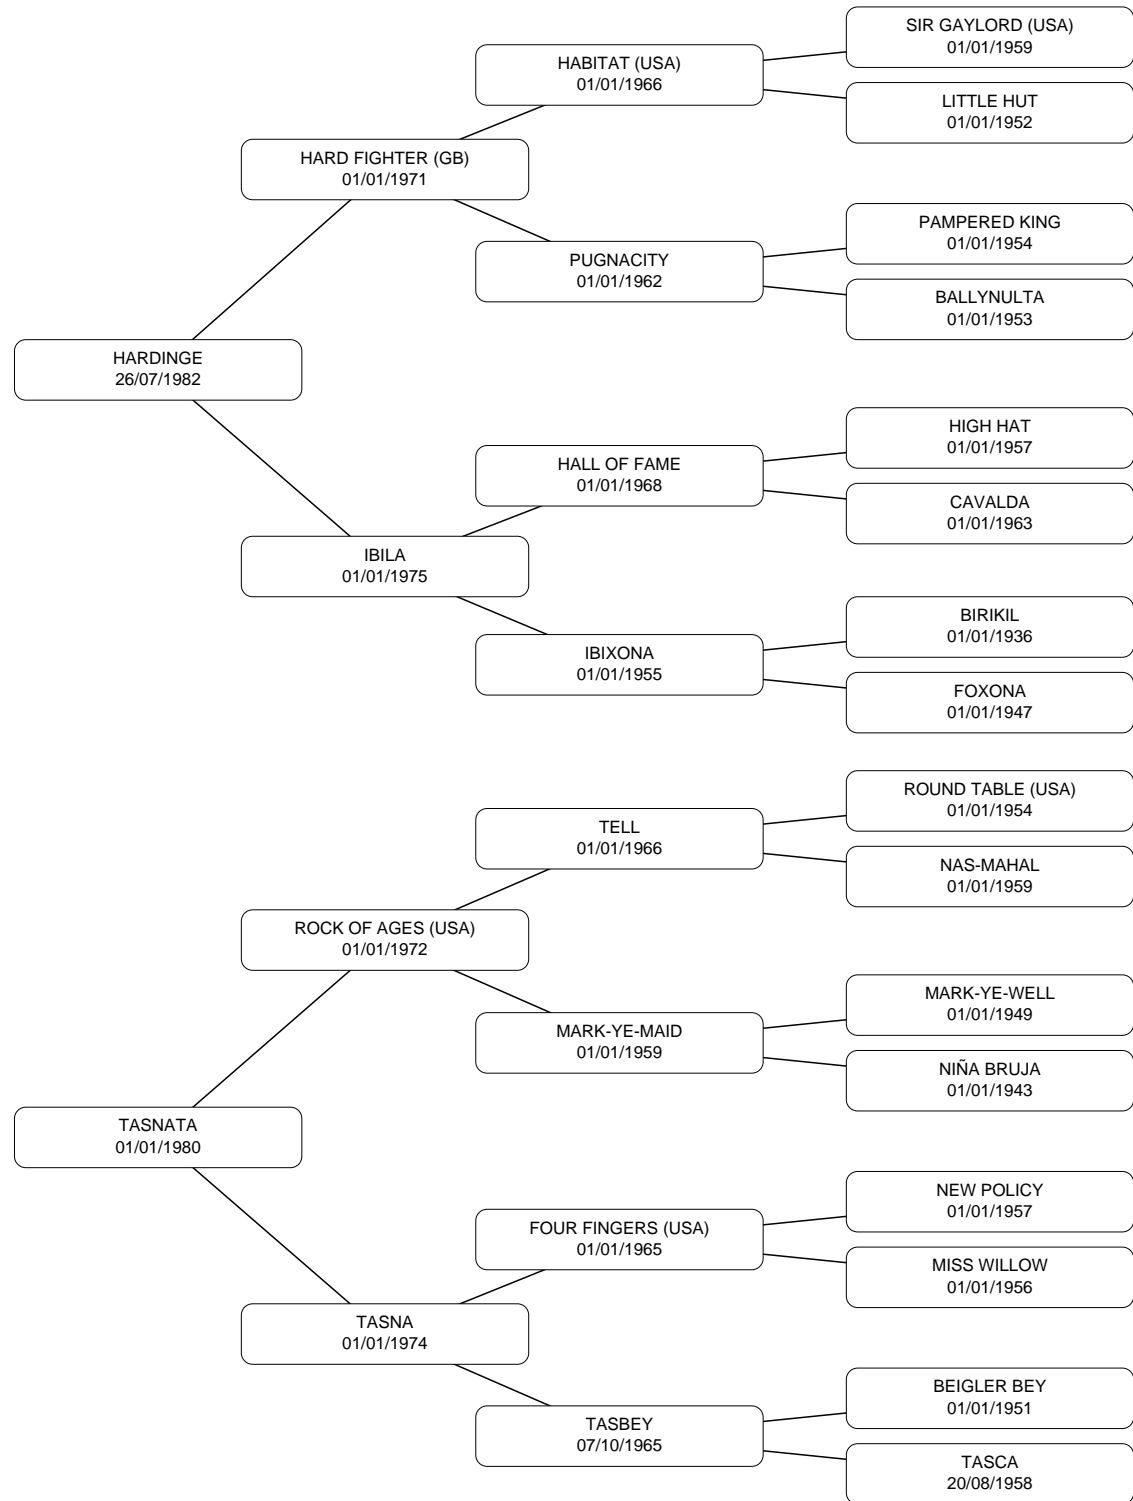 SIR GAYLORD (USA)
01/01/1959
HABITAT (USA)
01/01/1966
LITTLE HUT
01/01/1952
HARD FIGHTER (GB)
01/01/1971
PAMPERED KING
01/01/1954
PUGNACITY
01/01/1962
BALLYNULTA
01/01/1953
HARDINGE
26/07/1982
HIGH HAT
01/01/1957
HALL OF FAME
01/01/1968
CAVALDA
01/01/1963
IBILA
01/01/1975
BIRIKIL
01/01/1936
IBIXONA
01/01/1955
FOXONA
01/01/1947
ROUND TABLE (USA)
01/01/1954
TELL
01/01/1966
NAS-MAHAL
01/01/1959
ROCK OF AGES (USA)
01/01/1972
MARK-YE-WELL
01/01/1949
MARK-YE-MAID
01/01/1959
NIÑA BRUJA
01/01/1943
TASNATA
01/01/1980
NEW POLICY
01/01/1957
FOUR FINGERS (USA)
01/01/1965
MISS WILLOW
01/01/1956
TASNA
01/01/1974
BEIGLER BEY
01/01/1951
TASBEY
07/10/1965
TASCA
20/08/1958